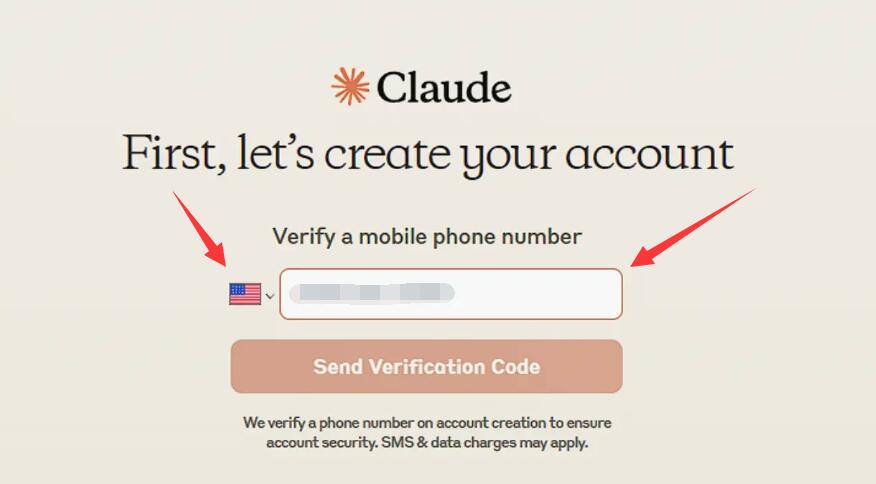 Claude
First, let’s create your account
Verify a mobile phone number
Send Verification Code
We verify a phone number on account creation to ensure
account security. SMS & data charges may apply.